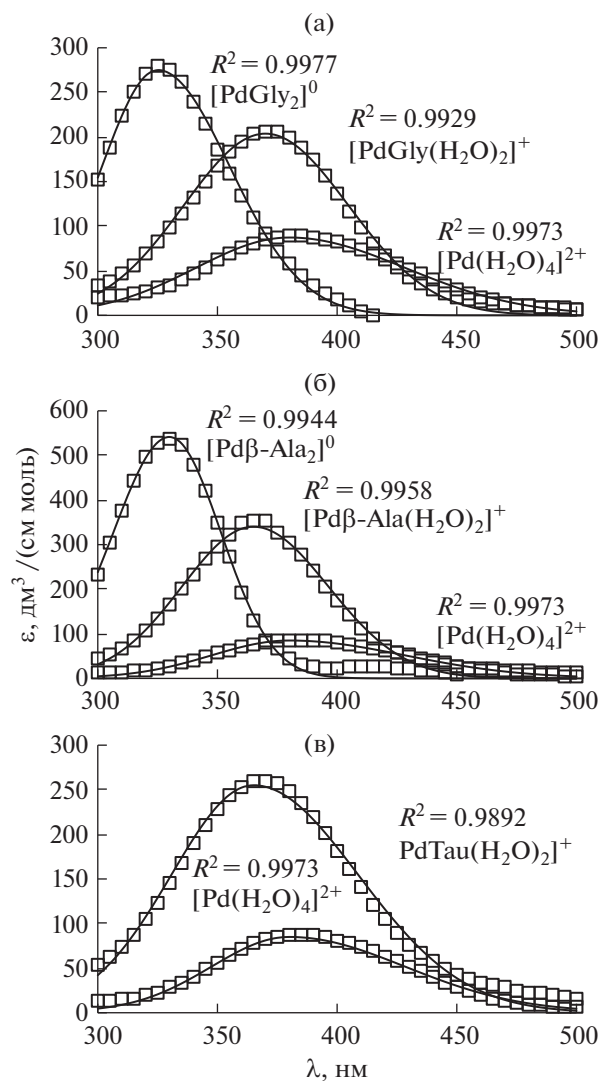 (а)
300
250
200
150
100
50
0
R² = 0.9977
[PdGly₂]⁰
R² = 0.9929
[PdGly(H₂O)₂]⁺
R² = 0.9973
[Pd(H₂O)₄]²⁺
300 350 400 450 500
(б)
ε, дм³ /(см моль)
600
500
400
300
200
100
0
R² = 0.9944
[Pdβ-Ala₂]⁰
R² = 0.9958
[Pdβ-Ala(H₂O)₂]⁺
R² = 0.9973
[Pd(H₂O)₄]²⁺
300 350 400 450 500
(в)
300
250
200
150
100
50
0
R² = 0.9892
PdTau(H₂O)₂]⁺
R² = 0.9973
[Pd(H₂O)₄]²⁺
300 350 400 450 500
λ, нм